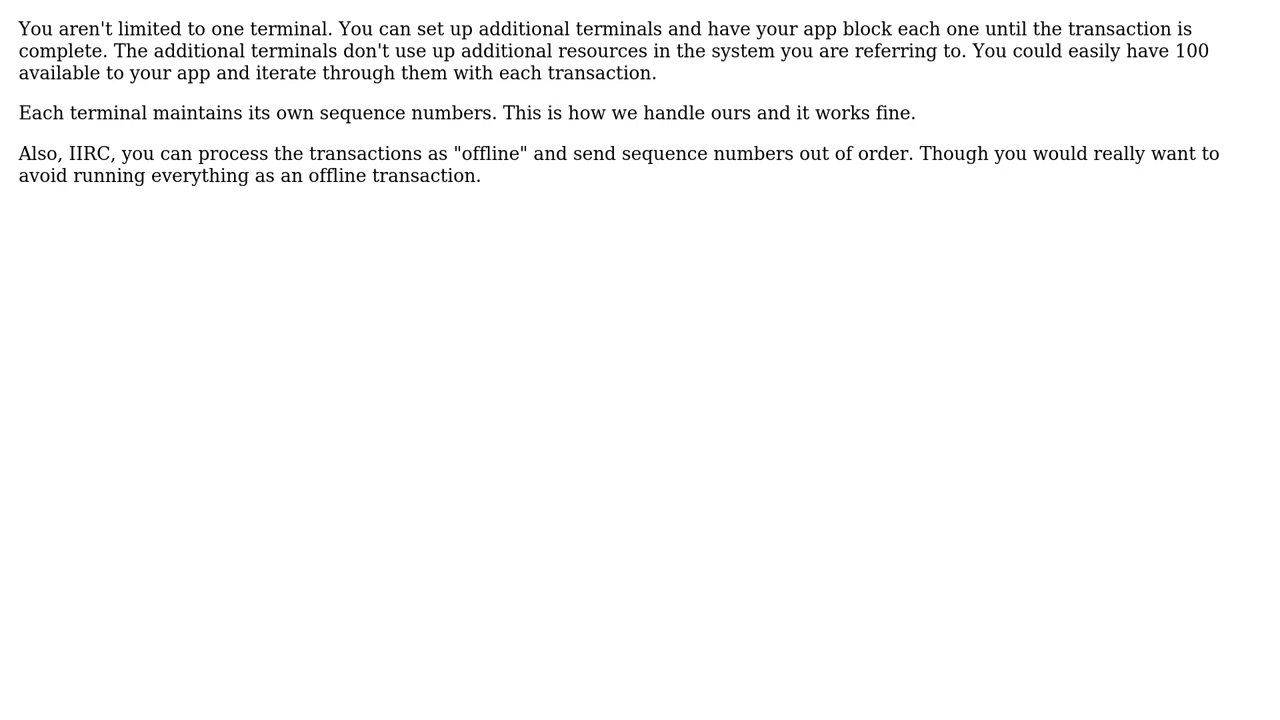 You aren't limited to one terminal. You can set up additional terminals and have your app block each one until the transaction is
complete. The additional terminals don't use up additional resources in the system you are referring to. You could easily have 100
available to your app and iterate through them with each transaction.
Each terminal maintains its own sequence numbers. This is how we handle ours and it works fine.
Also, IIRC, you can process the transactions as "offline" and send sequence numbers out of order. Though you would really want to
avoid running everything as an offline transaction.